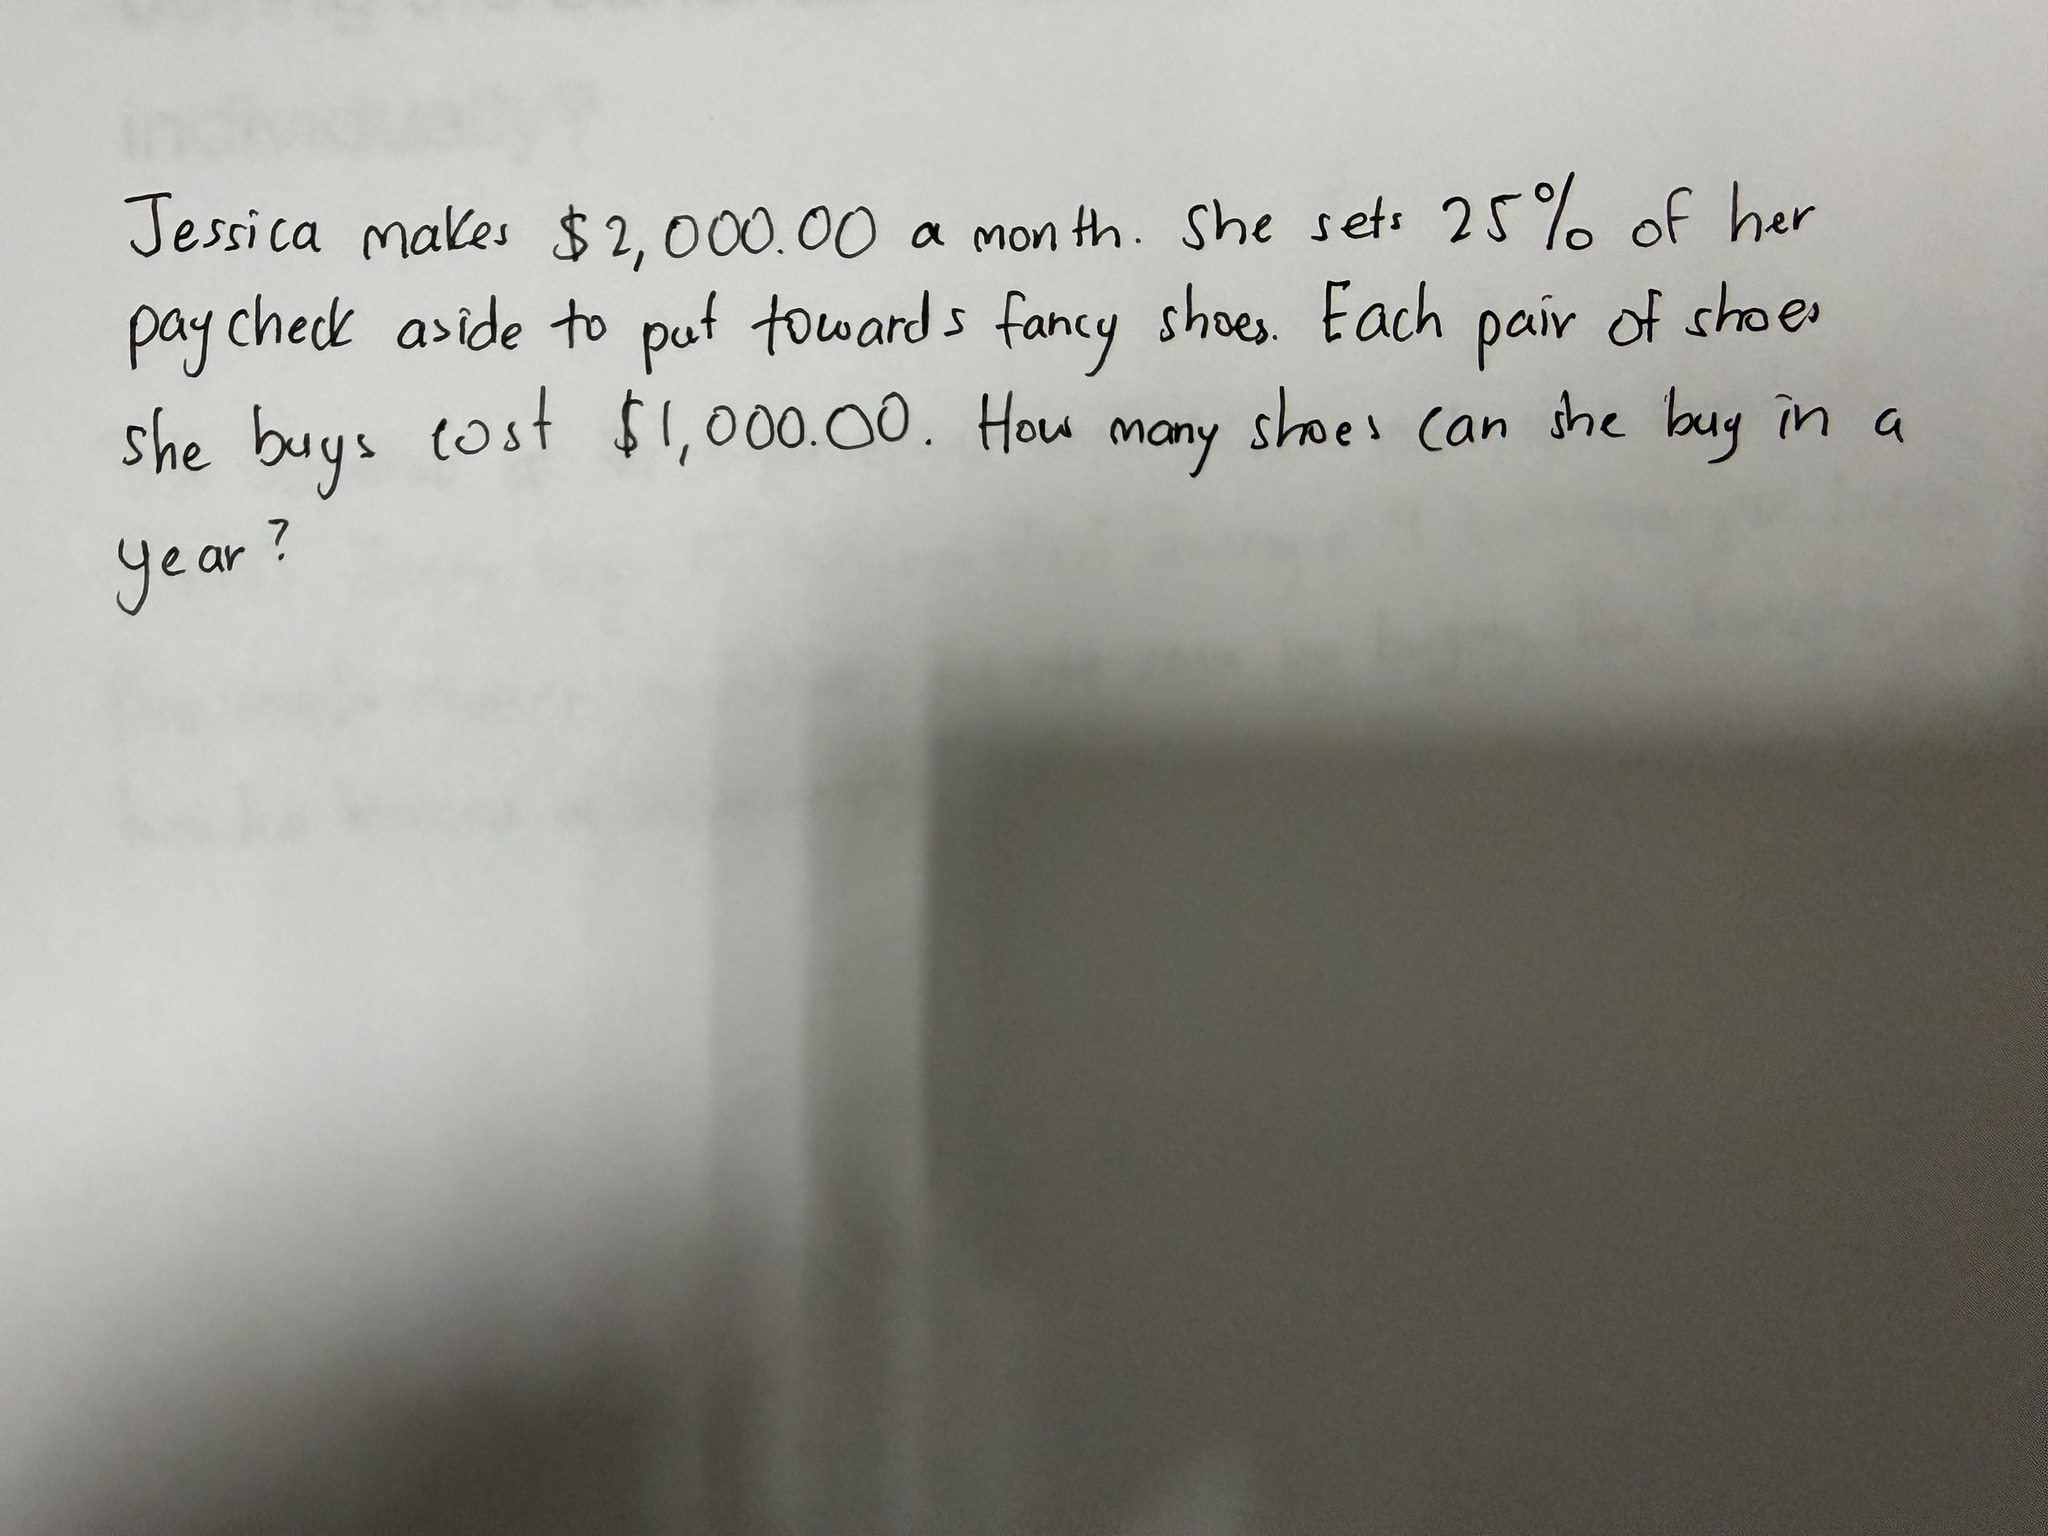 individually?
Jessica makes $2,000.00 a month. She sets 25% of her
paycheck aside to put towards fancy shoes. Each pair of shoes
she buys cost $1,000.00. How many shoes can she buy in a
year?